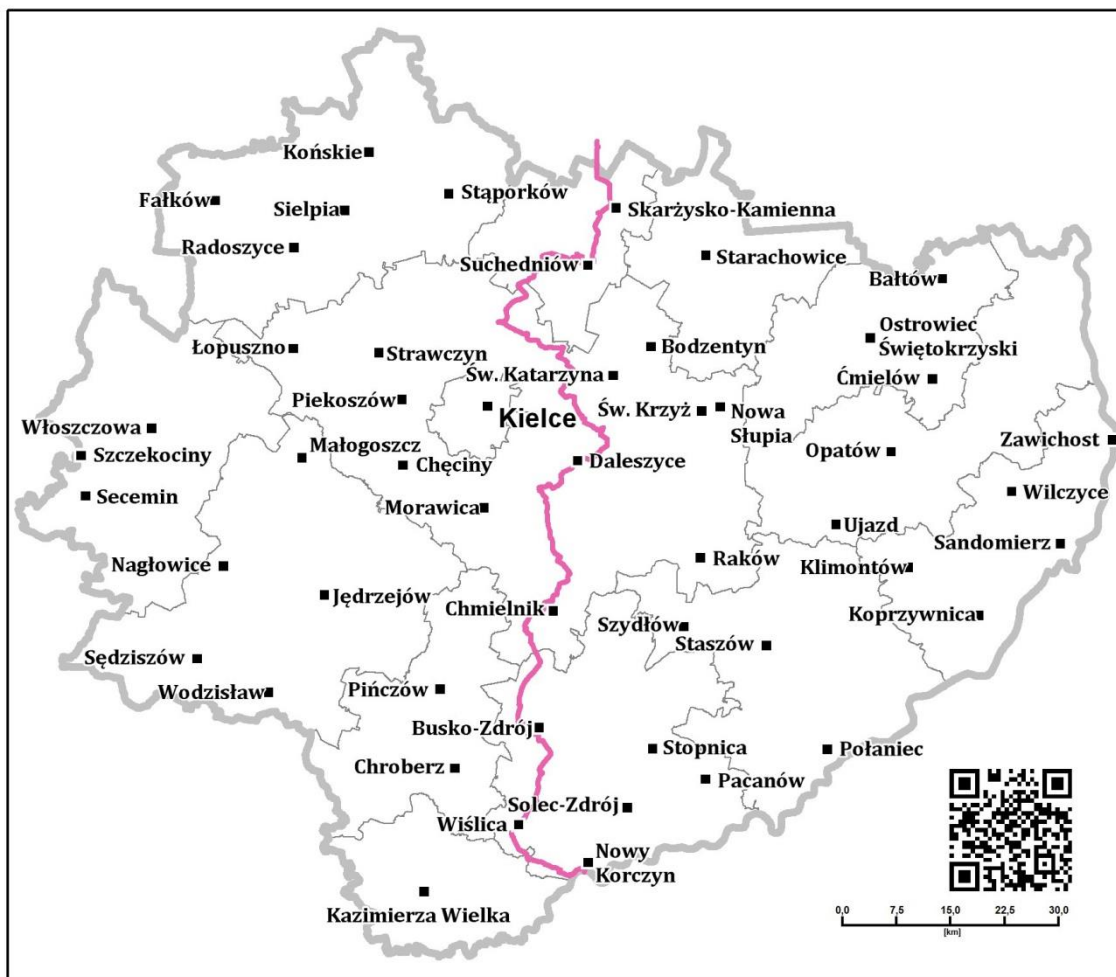 Końskie
Fałków
Sielpia
Stąporków
Skarżysko-Kamienna
Radoszyce
Suchedniów
Starachowice
Bałtów
Łopuszno
Strawczyn
Bodzentyn
Ostrowiec
Świętokrzyski
Św. Katarzyna
Ćmielów
Piekoszów
Kielce
Św. Krzyż
Nowa
Słupia
Włoszczowa
Małogoszcz
Zawichost
Szczekociny
Chęciny
Daleszyce
Opatów
Secemin
Morawica
Wilczyce
Ujazd
Sandomierz
Nagłowice
Raków
Klimontów
Jędrzejów
Chmielnik
Szydłów
Koprzywnica
Staszów
Sędziszów
Wodzisław
Pińczów
Busko-Zdrój
Stopnica
Połaniec
Chroberz
Pacanów
Solec-Zdrój
Wiślica
Nowy
Korczyn
Kazimierza Wielka
0,0 7,5 15,0 22,5 30,0
[km]